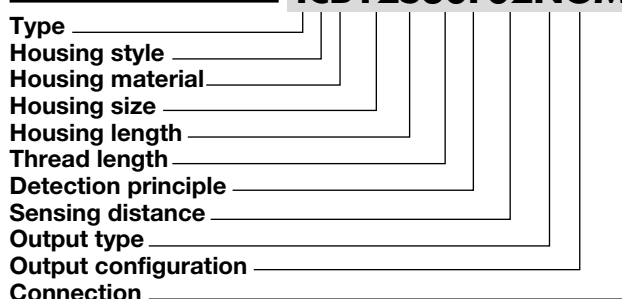 Type
Housing style
Housing material
Housing size
Housing length
Thread length
Detection principle
Sensing distance
Output type
Output configuration
Connection